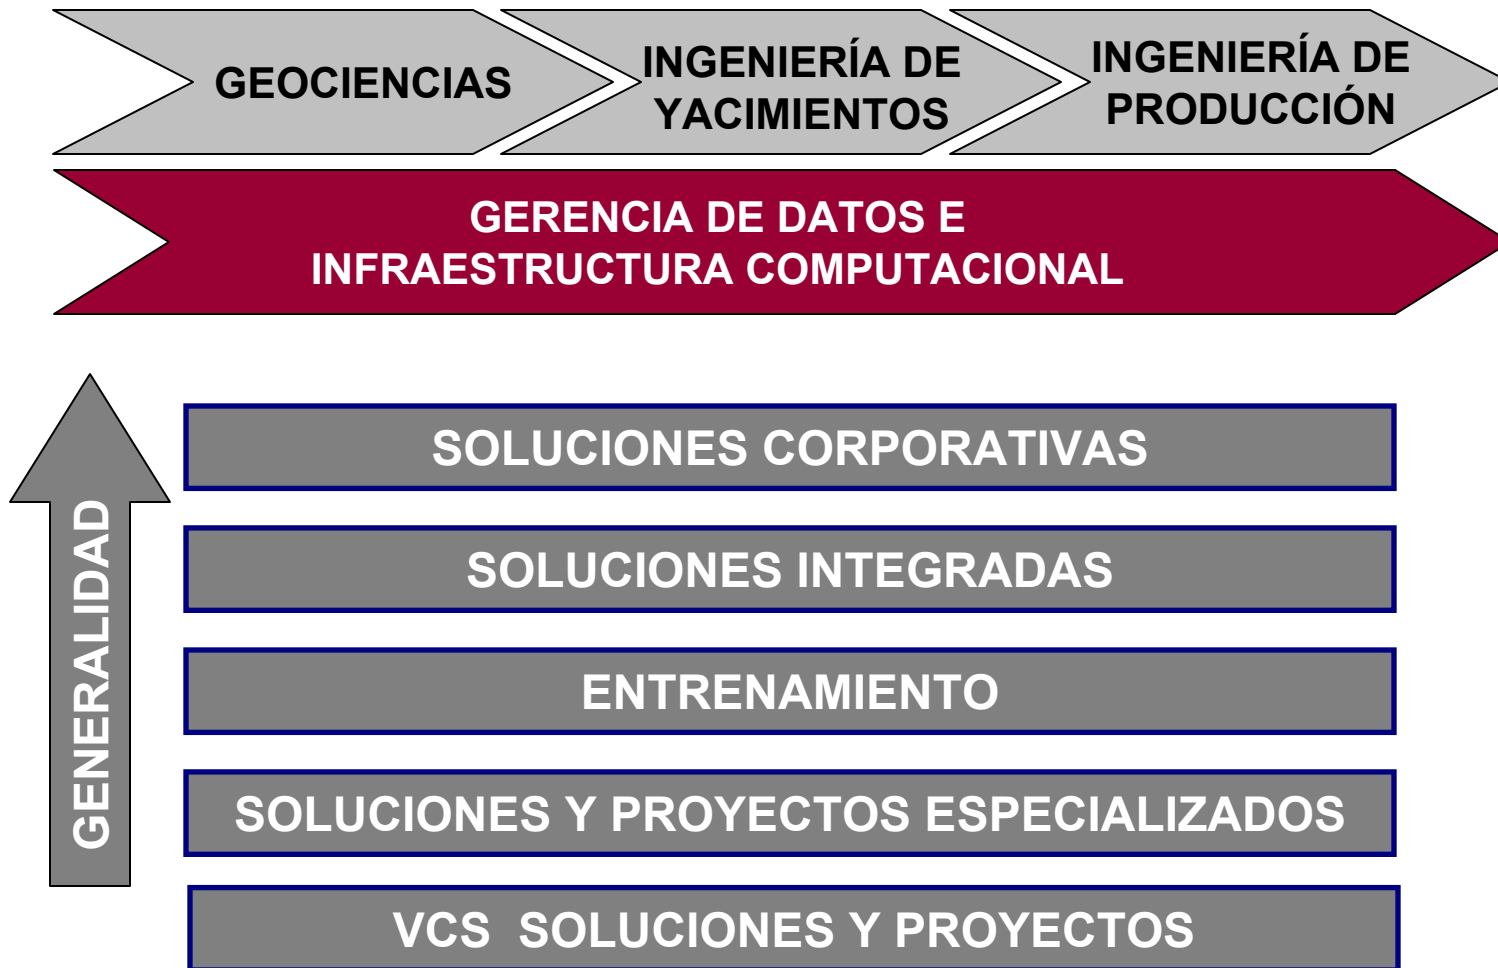 GEOCIENCIAS
INGENIERÍA DE
YACIMIENTOS
INGENIERÍA DE
PRODUCCIÓN
GERENCIA DE DATOS E
INFRAESTRUCTURA COMPUTACIONAL
GENERALIDAD
SOLUCIONES CORPORATIVAS
SOLUCIONES INTEGRADAS
ENTRENAMIENTO
SOLUCIONES Y PROYECTOS ESPECIALIZADOS
VCS  SOLUCIONES Y PROYECTOS